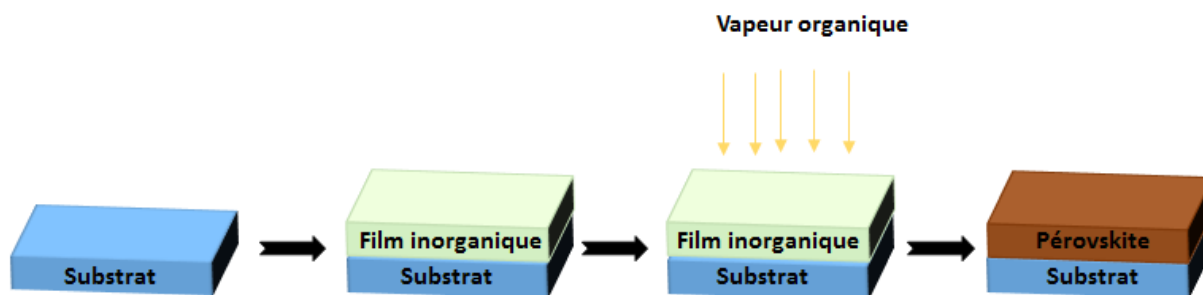 Vapeur organique
Substrat
Film inorganique
Substrat
Film inorganique
Substrat
Pérovskite
Substrat